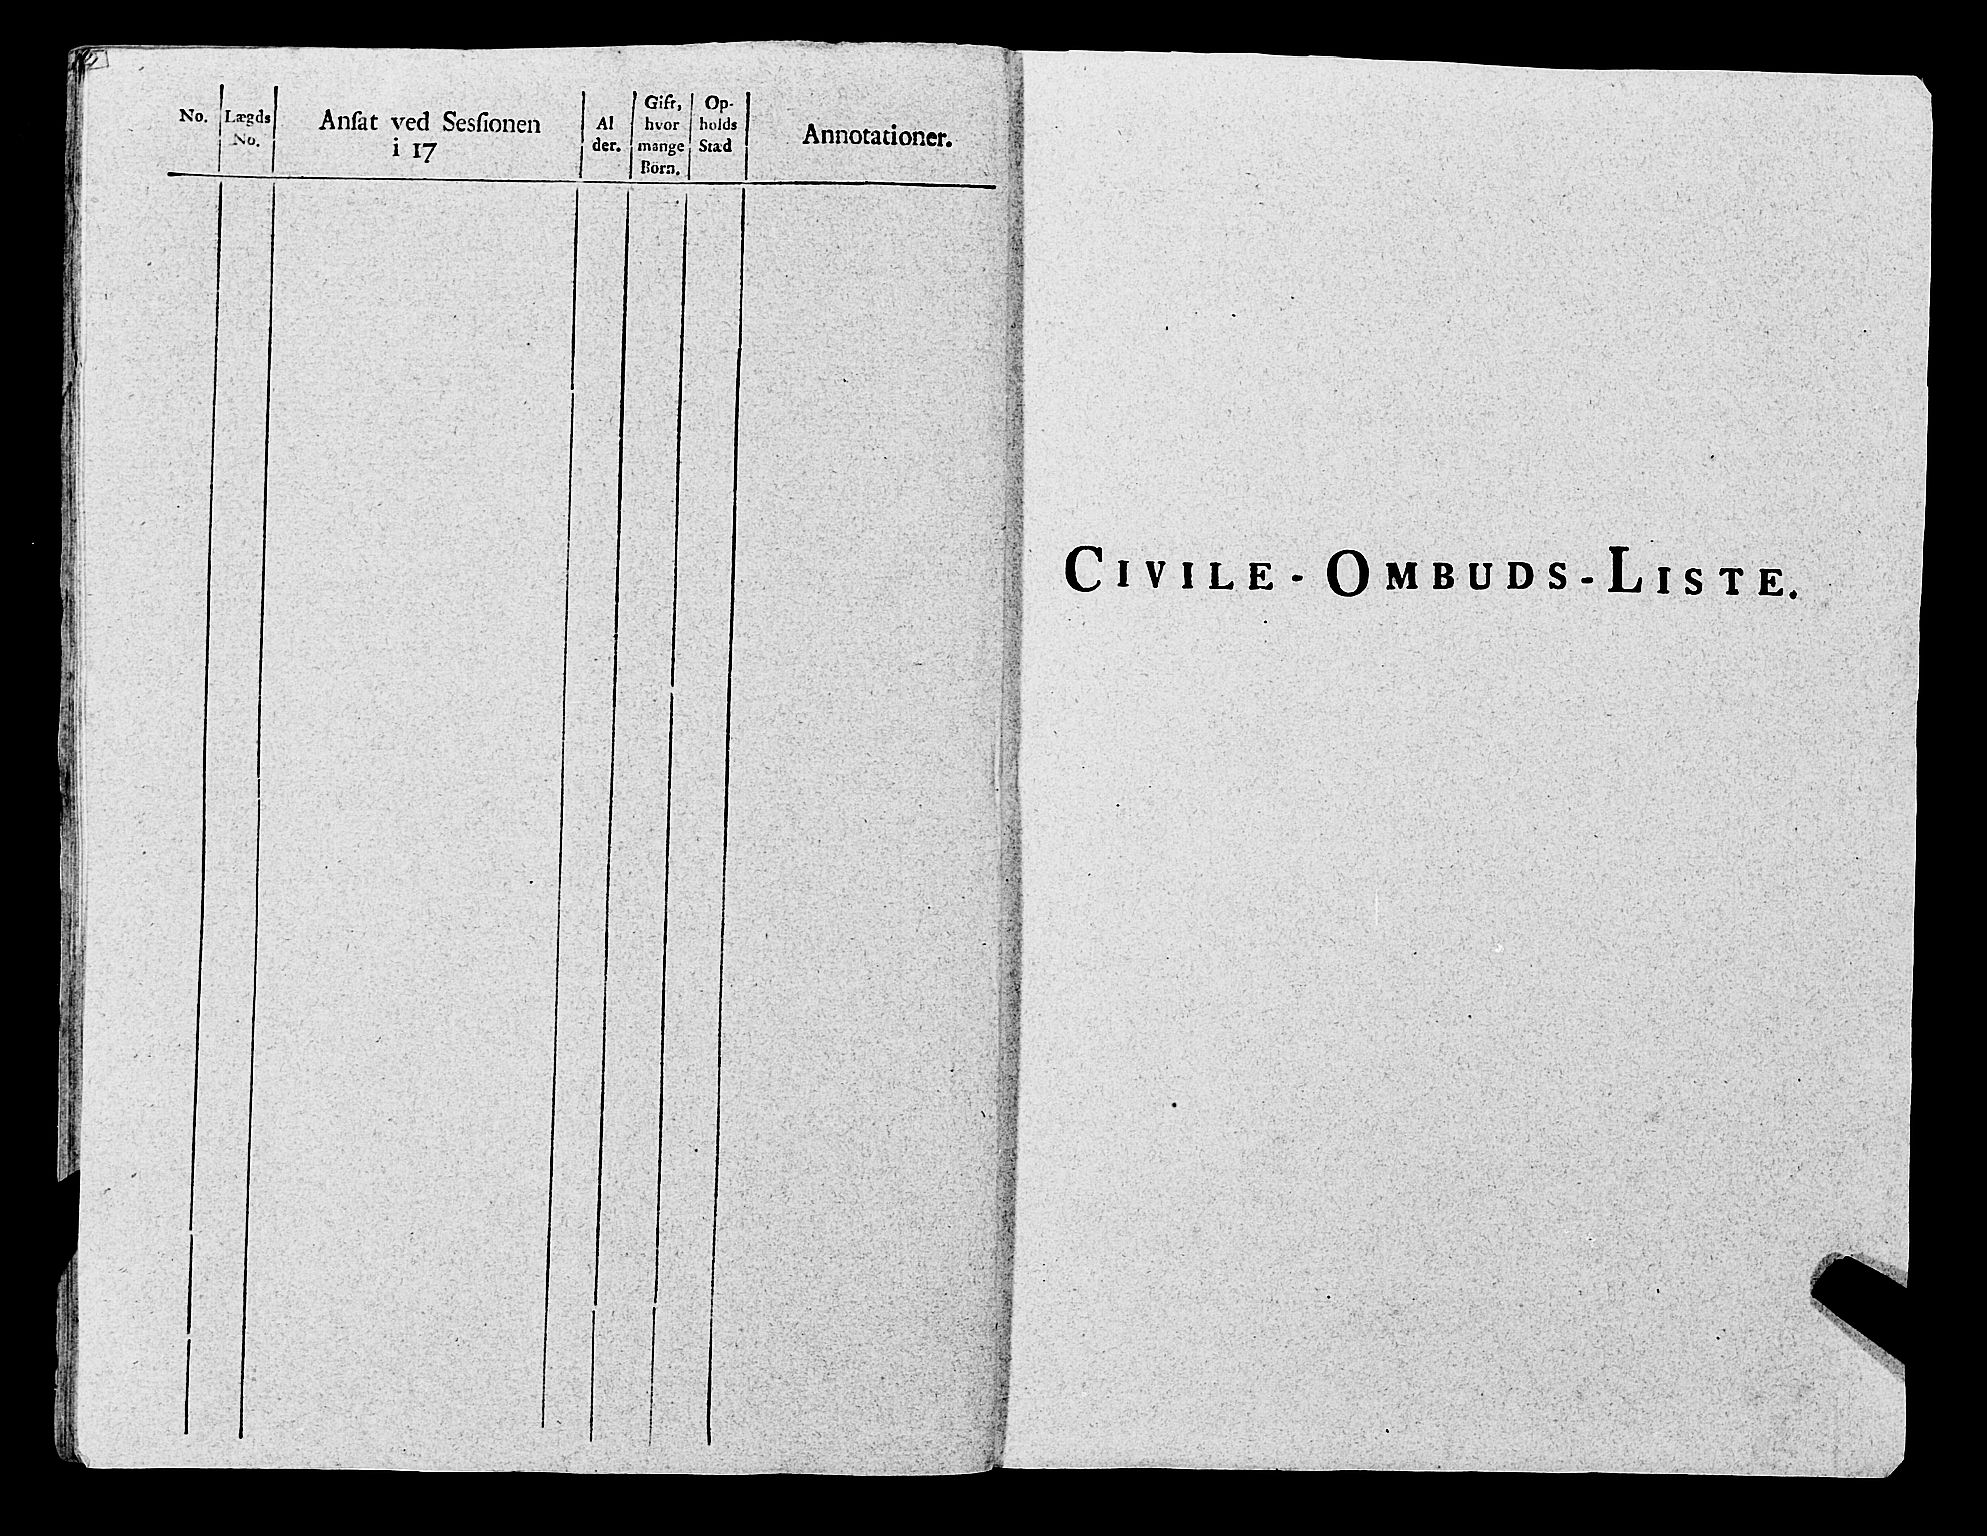 No.
Lægds
No.
Anſat ved Sesſionen
i 17
Al
der.
Gift,
hvor
mange
Börn.
Op-
holds
Stad
Annotationer.
CIVILE-OMBUDS-LISTE.